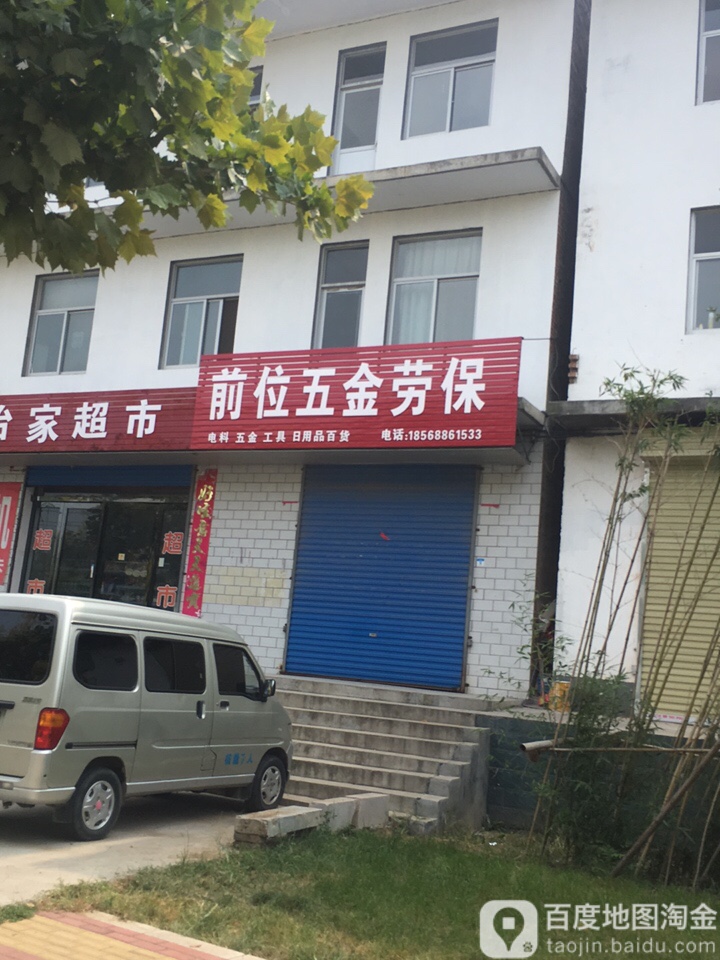 前位五金劳保
电料 五金 工具 日用品百货 电话:18568861533
家超市
超市
超市
百度地图淘金
taojin.baidu.com